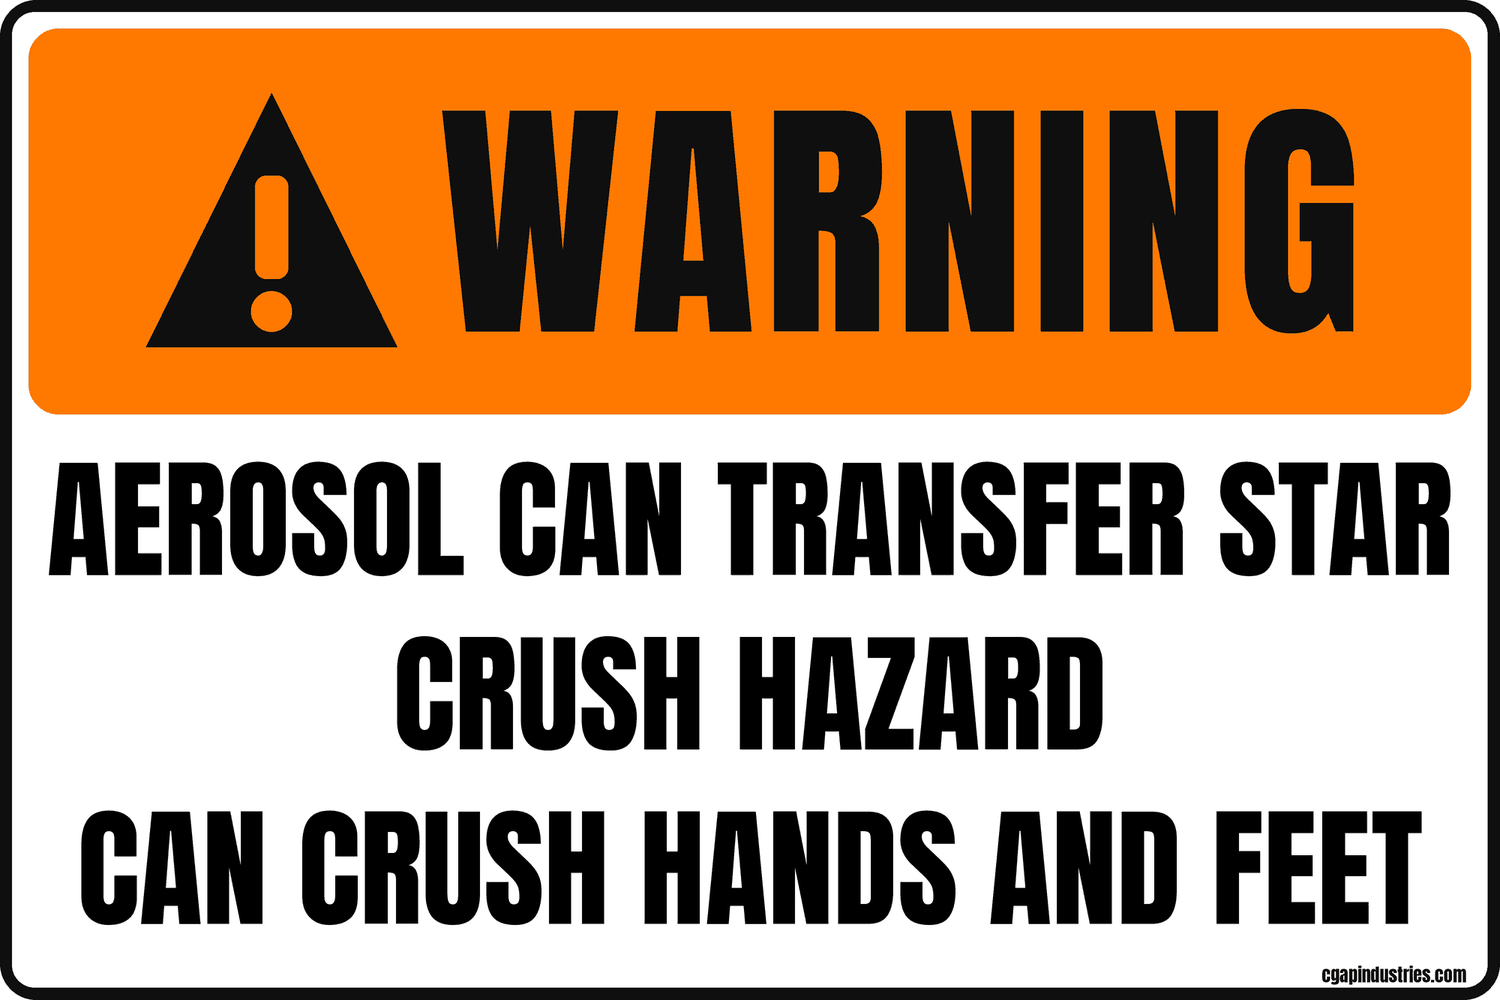 WARNING
AEROSOL CAN TRANSFER STAR
CRUSH HAZARD
CAN CRUSH HANDS AND FEET
cgapindustries.com